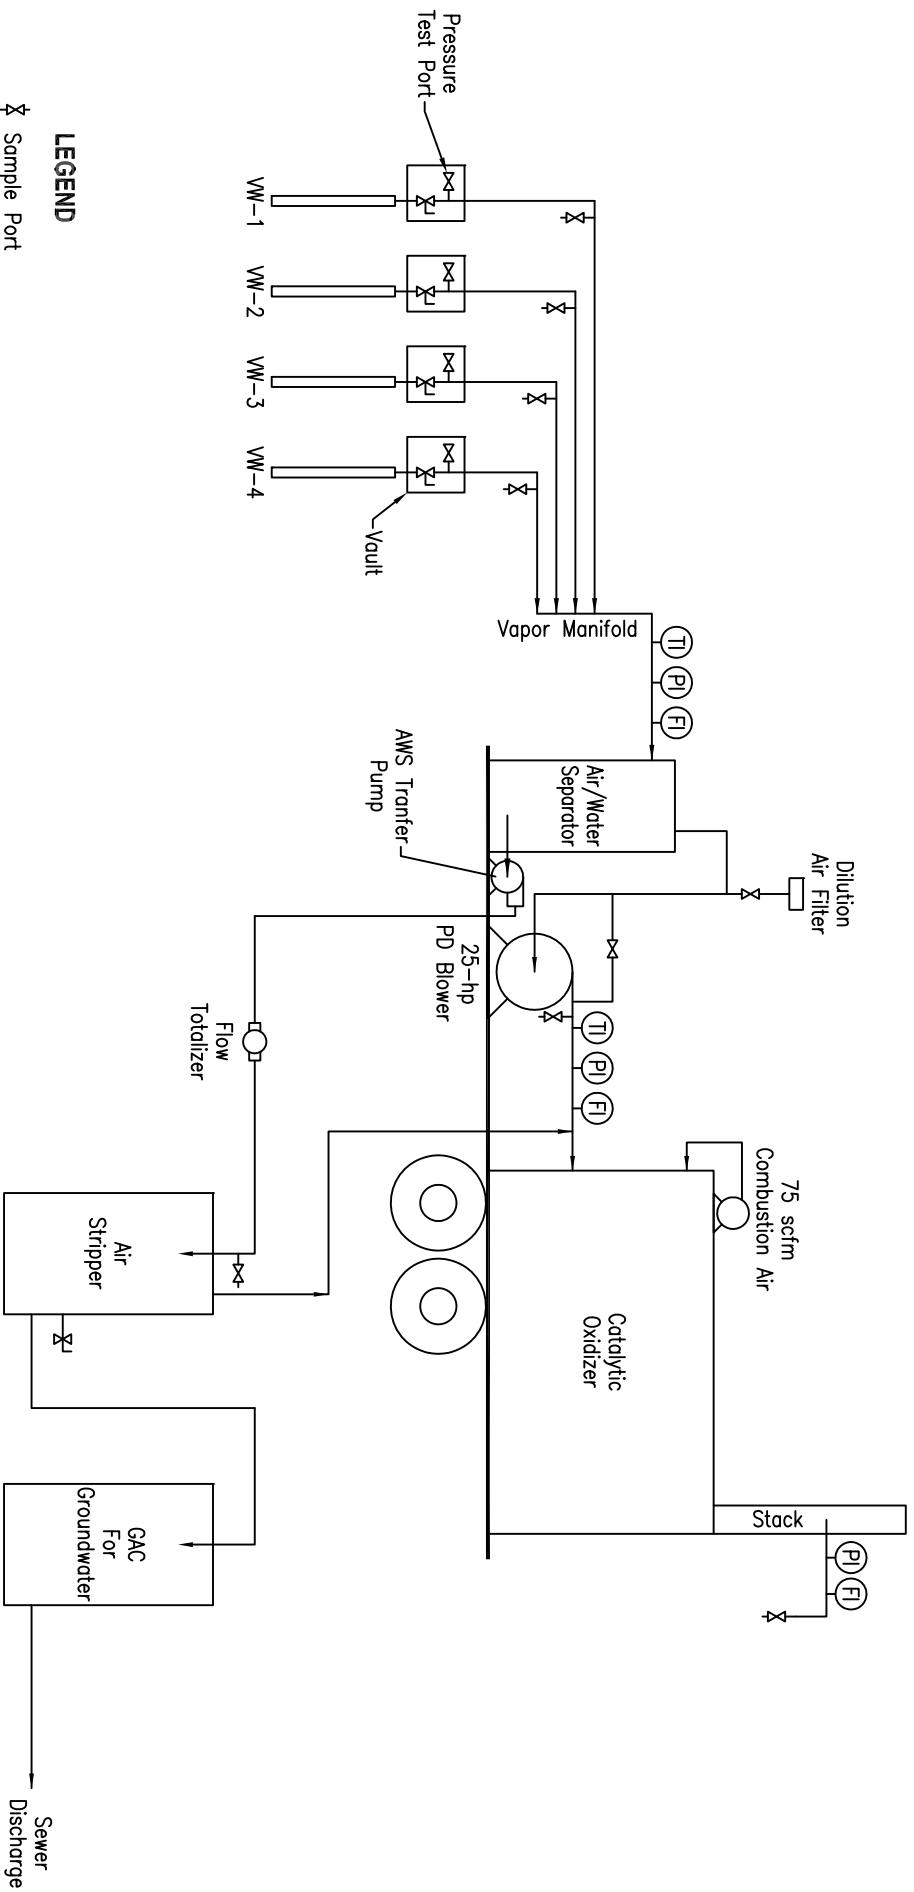 Pressure
Test Port
VW-1
VW-2
VW-3
VW-4
Vault
Vapor Manifold
TI
PI
FI
Air/Water
Separator
AWS Tranfer
Pump
Dilution
Air Filter
25-hp
PD Blower
TI
PI
FI
75 scfm
Combustion Air
Catalytic
Oxidizer
Stack
PI
FI
Flow
Totalizer
Air
Stripper
GAC
For
Groundwater
Sewer
Discharge
LEGEND
Sample Port